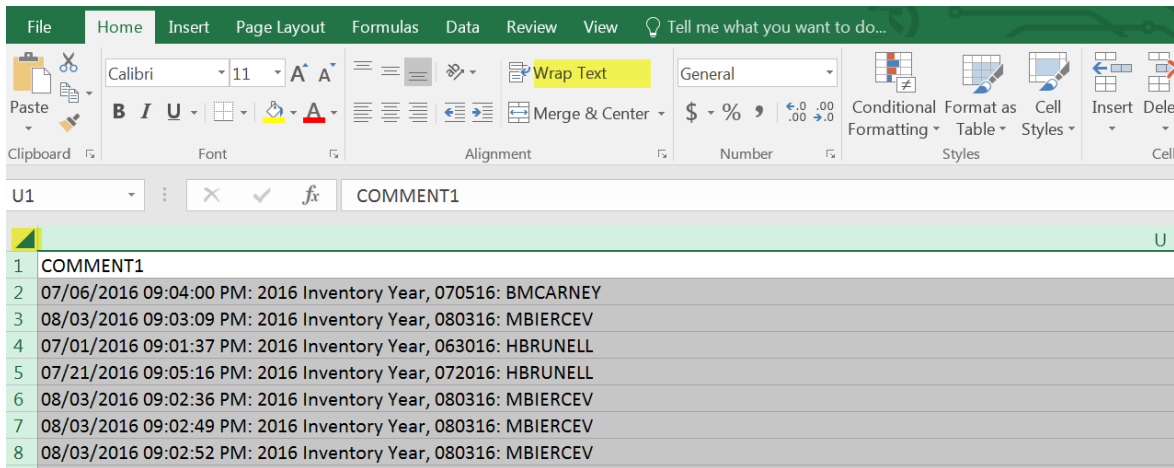 File Home Insert Page Layout Formulas Data Review View Tell me what you want to do...
Calibri 11 A A Wrap Text General
Paste B I U A Merge & Center $ % , .0 .00 .00 .0 Conditional Format as Cell Insert Dele
Formatting Table Styles
Clipboard Font Alignment Number Styles Cell
U1 fx COMMENT1
U
1 COMMENT1
2 07/06/2016 09:04:00 PM: 2016 Inventory Year, 070516: BMCARNEY
3 08/03/2016 09:03:09 PM: 2016 Inventory Year, 080316: MBIERCEV
4 07/01/2016 09:01:37 PM: 2016 Inventory Year, 063016: HBRUNELL
5 07/21/2016 09:05:16 PM: 2016 Inventory Year, 072016: HBRUNELL
6 08/03/2016 09:02:36 PM: 2016 Inventory Year, 080316: MBIERCEV
7 08/03/2016 09:02:49 PM: 2016 Inventory Year, 080316: MBIERCEV
8 08/03/2016 09:02:52 PM: 2016 Inventory Year, 080316: MBIERCEV